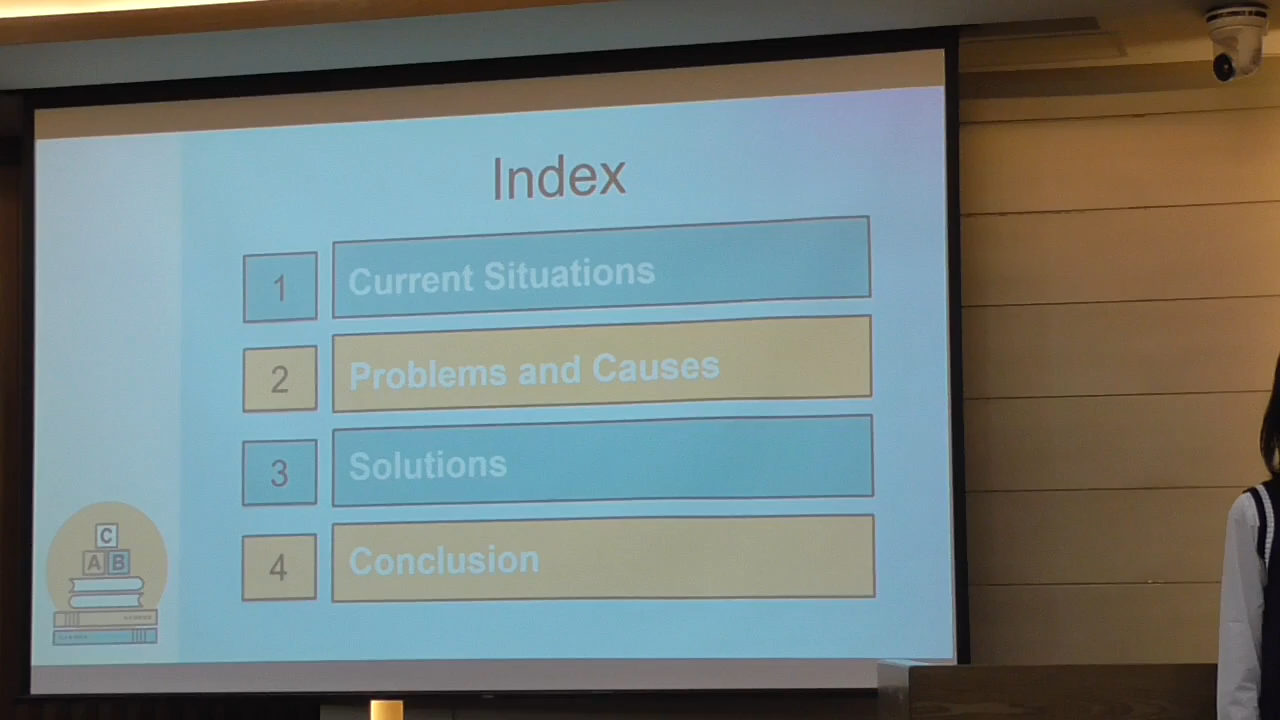 Index
1 Current Situations
2 Problems and Causes
3 Solutions
4 Conclusion
C
A B